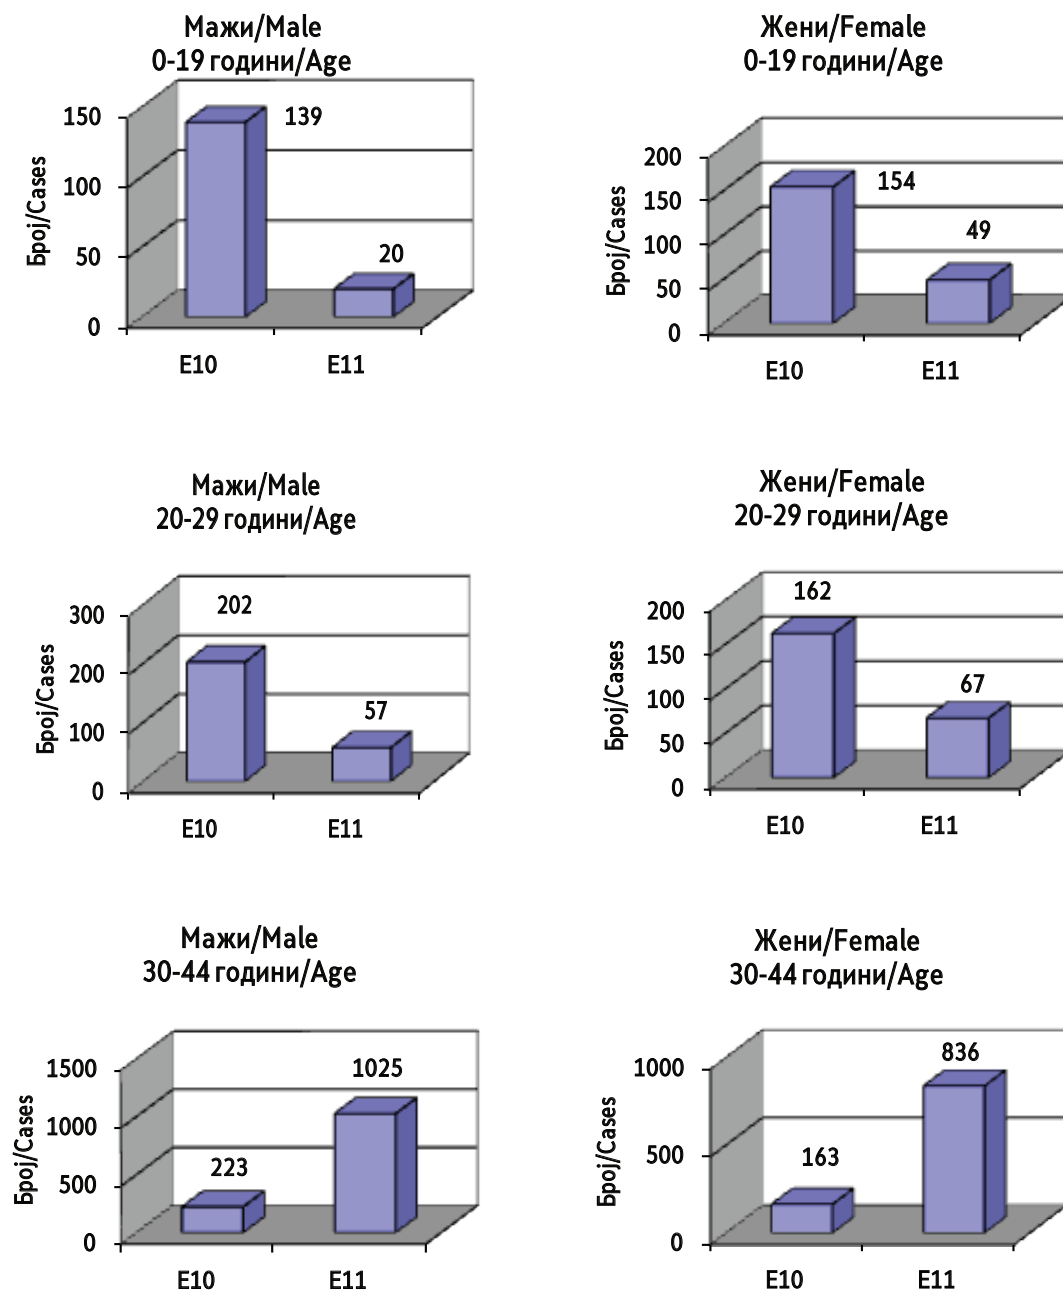 Мажи/Male
0-19 години/Age
Број/Cases
150
100
50
0
139
20
E10
E11
Жени/Female
0-19 години/Age
Број/Cases
200
150
100
50
0
154
49
E10
E11
Мажи/Male
20-29 години/Age
Број/Cases
300
200
100
0
202
57
E10
E11
Жени/Female
20-29 години/Age
Број/Cases
200
150
100
50
0
162
67
E10
E11
Мажи/Male
30-44 години/Age
Број/Cases
1500
1000
500
0
223
1025
E10
E11
Жени/Female
30-44 години/Age
Број/Cases
1000
500
0
163
836
E10
E11